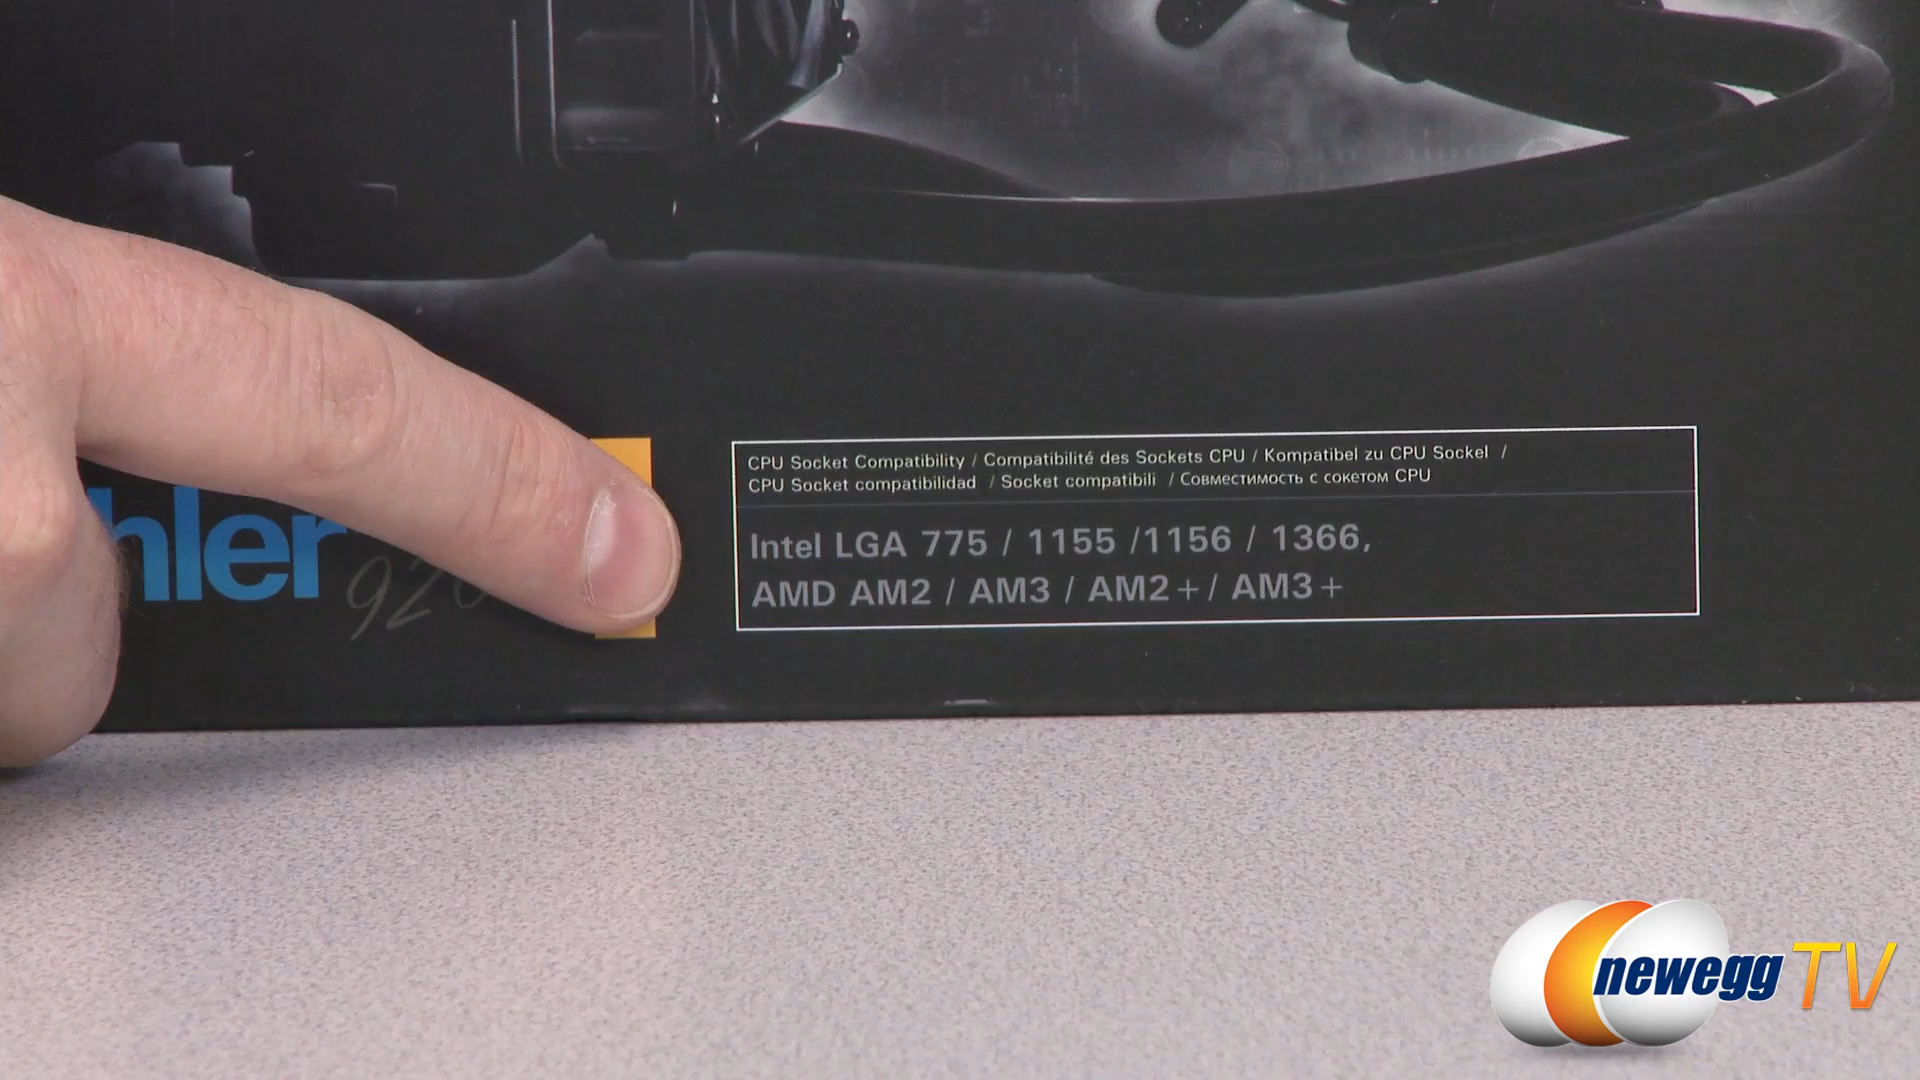 CPU Socket Compatibility / Compatibilité des Sockets CPU / Kompatibel zu CPU Sockel /
CPU Socket compatibilidad / Socket compatibili / Совместимость с сокетом CPU
Intel LGA 775 / 1155 /1156 / 1366,
AMD AM2 / AM3 / AM2+/ AM3+
hler
newegg TV